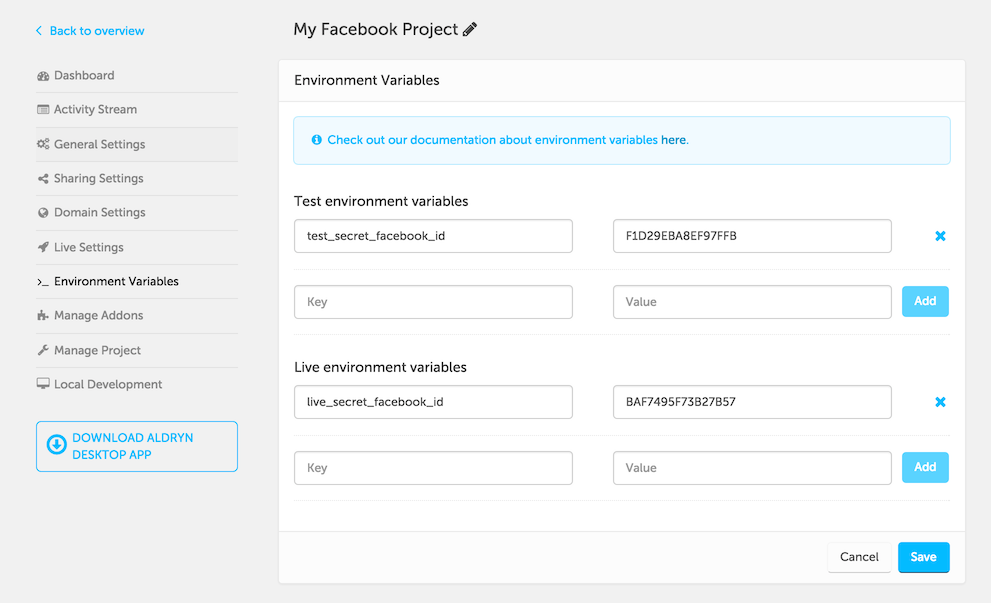 Back to overview
Dashboard
Activity Stream
General Settings
Sharing Settings
Domain Settings
Live Settings
>_ Environment Variables
Manage Addons
Manage Project
Local Development
DOWNLOAD ALDRYN
DESKTOP APP
My Facebook Project
Environment Variables
Check out our documentation about environment variables here.
Test environment variables
test_secret_facebook_id F1D29EBA8EF97FFB
Key Value Add
Live environment variables
live_secret_facebook_id BAF7495F73B27B57
Key Value Add
Cancel Save